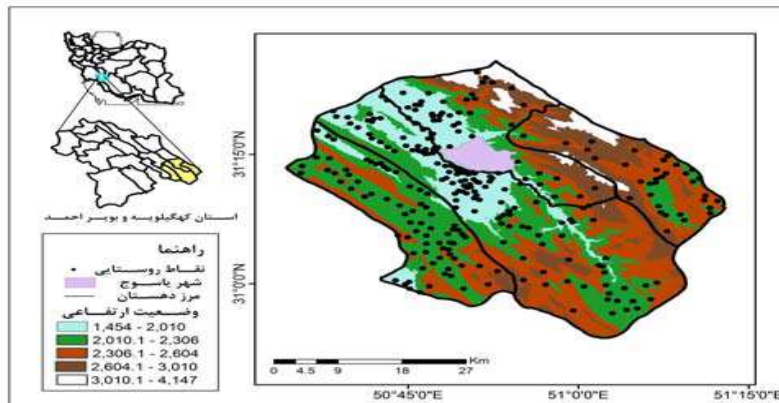 استان کهگیلویه و بویر احمد
راهنما
نقاط روستایی
شهر یاسوج
مرز دهستان
وضعیت ارتفاعی
1,454 - 2,010
2,010.1 - 2,306
2,306.1 - 2,604
2,604.1 - 3,010
3,010.1 - 4,147
31°15'0"N
31°0'0"N
Km
0 4.5 9 18 27
50°45'0"E
51°0'0"E
51°15'0"E